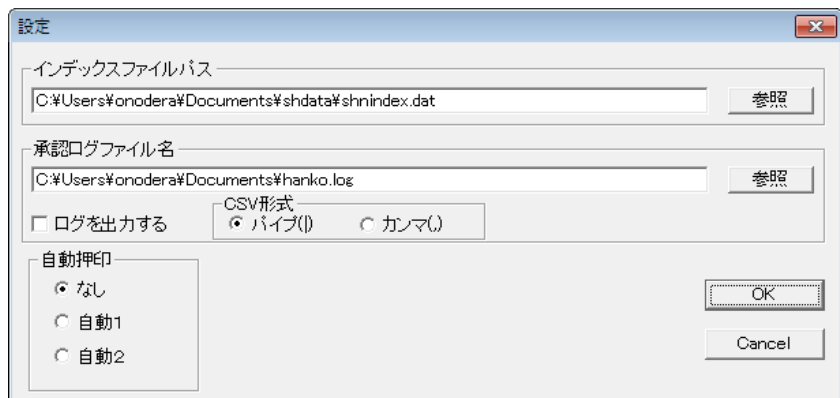 設定
インデックスファイルパス
C:¥Users¥onodera¥Documents¥shdata¥shnindex.dat
参照
承認ログファイル名
C:¥Users¥onodera¥Documents¥hanko.log
参照
ログを出力する
CSV形式
パイプ(|)
カンマ(,)
自動押印
なし
自動1
自動2
OK
Cancel